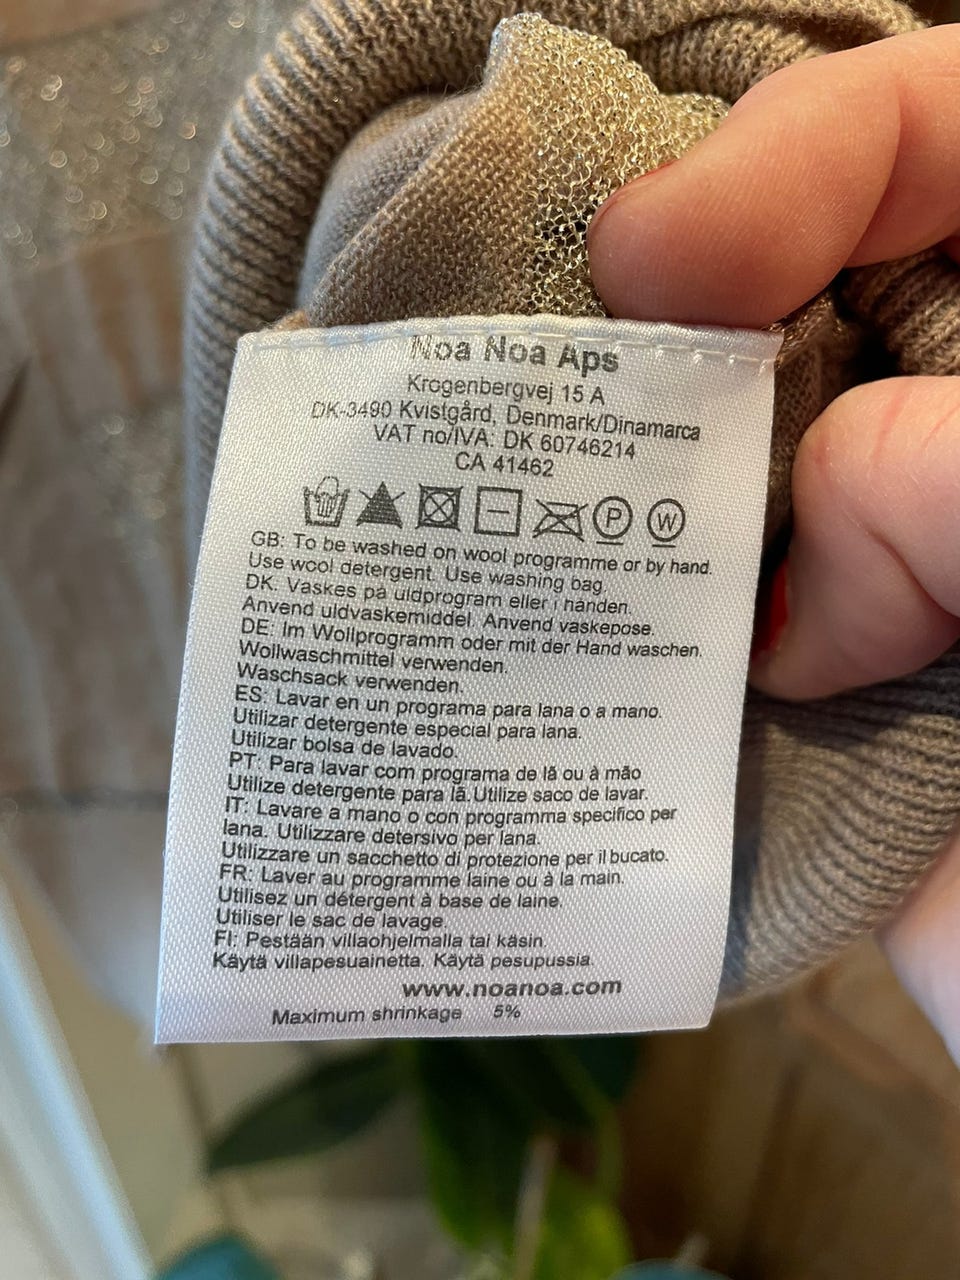 Noa Noa Aps
Krogenbergvej 15 A
DK-3490 Kvistgård, Denmark/Dinamarca
VAT no/IVA: DK 60746214
CA 41462
P W
GB: To be washed on wool programme or by hand.
Use wool detergent. Use washing bag.
DK: Vaskes på uldprogram eller i hånden.
Anvend uldvaskemiddel. Anvend vaskepose.
DE: Im Wollprogramm oder mit der Hand waschen.
Wollwaschmittel verwenden.
Waschsack verwenden.
ES: Lavar en un programa para lana o a mano.
Utilizar detergente especial para lana.
Utilizar bolsa de lavado.
PT: Para lavar com programa de lã ou à mão
Utilize detergente para lã.Utilize saco de lavar.
IT: Lavare a mano o con programma specifico per
lana. Utilizzare detersivo per lana.
Utilizzare un sacchetto di protezione per il bucato.
FR: Laver au programme laine ou à la main.
Utilisez un détergent à base de laine.
Utiliser le sac de lavage.
FI: Pestään villaohjelmalla tai käsin.
Käytä villapesuainetta. Käytä pesupussia.
www.noanoa.com
Maximum shrinkage 5%